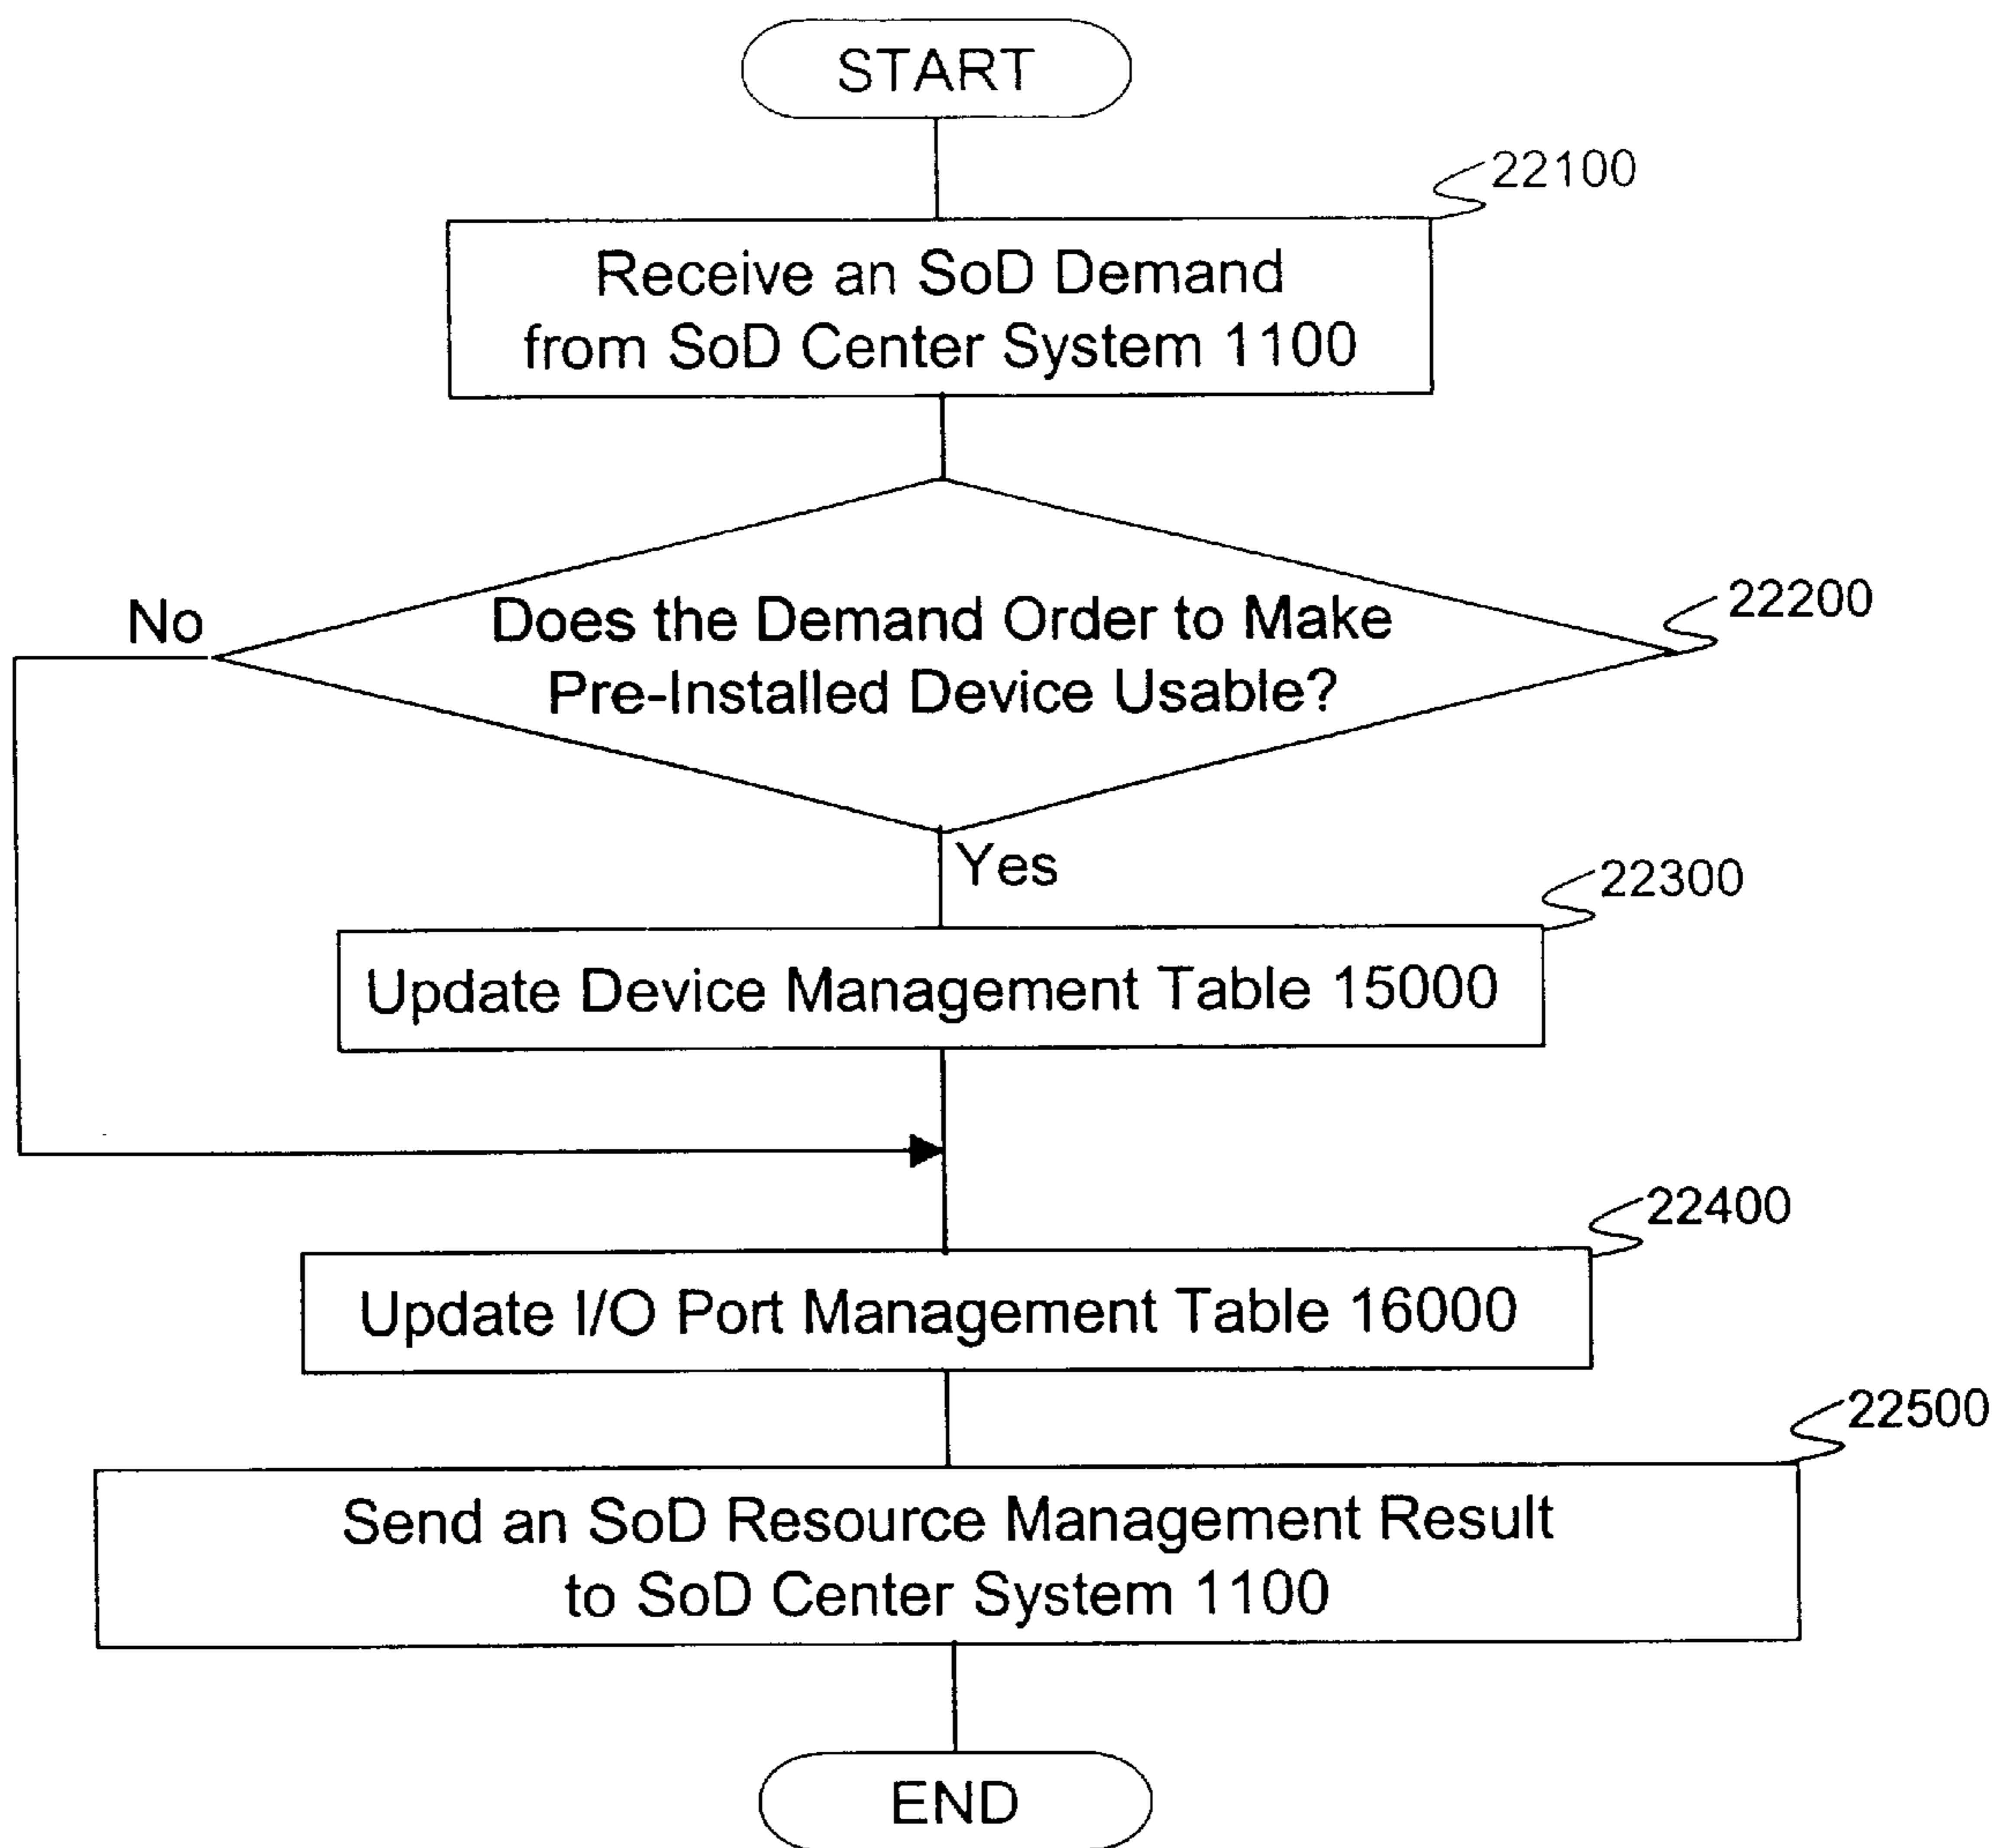 START
22100
Receive an SoD Demand
from SoD Center System 1100
22200
No
Does the Demand Order to Make
Pre-Installed Device Usable?
Yes
22300
Update Device Management Table 15000
22400
Update I/O Port Management Table 16000
22500
Send an SoD Resource Management Result
to SoD Center System 1100
END